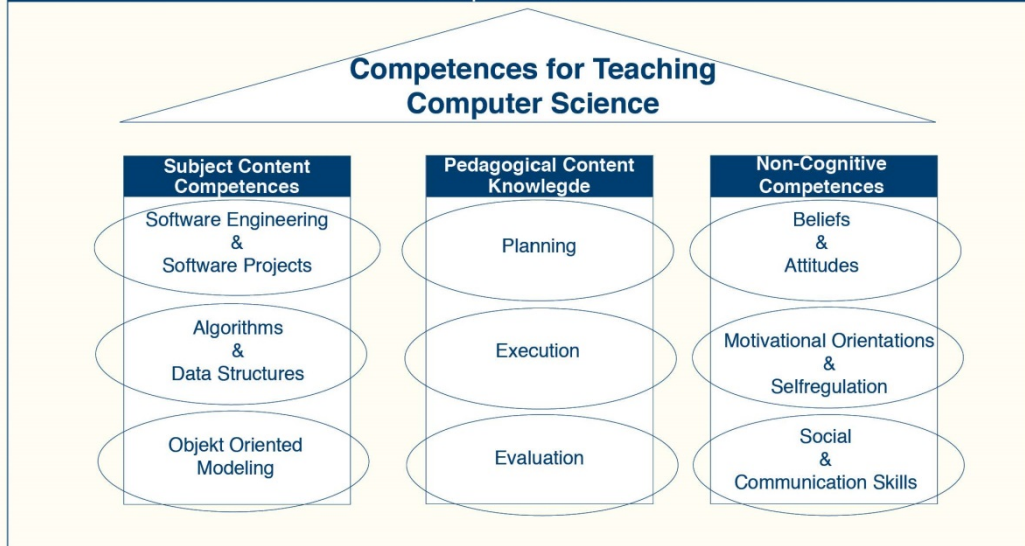 Competences for Teaching
Computer Science
Subject Content
Competences
Software Engineering
&
Software Projects
Algorithms
&
Data Structures
Objekt Oriented
Modeling
Pedagogical Content
Knowlegde
Planning
Execution
Evaluation
Non-Cognitive
Competences
Beliefs
&
Attitudes
Motivational Orientations
&
Selfregulation
Social
&
Communication Skills